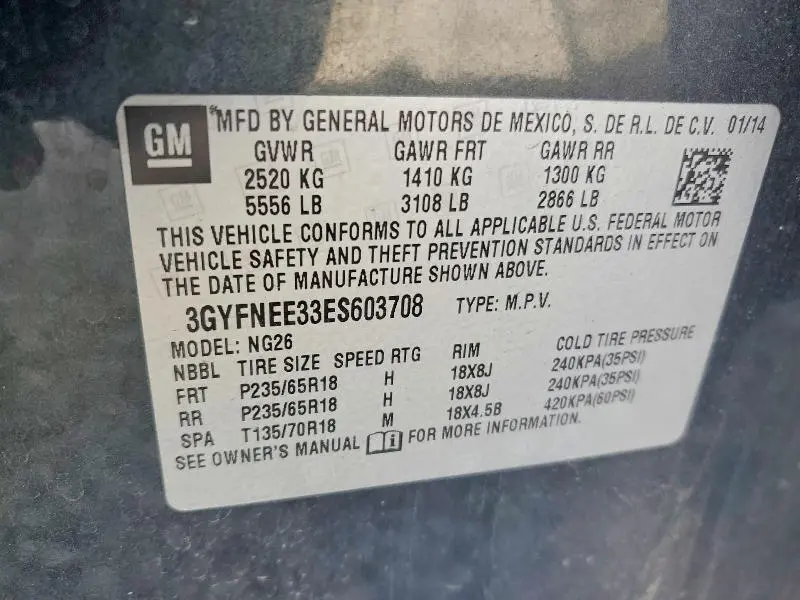 GM MFD BY GENERAL MOTORS DE MEXICO, S. DE R.L. DE C.V. 01/14
GVWR GAWR FRT GAWR RR
2520 KG 1410 KG 1300 KG
5556 LB 3108 LB 2866 LB
THIS VEHICLE CONFORMS TO ALL APPLICABLE U.S. FEDERAL MOTOR
VEHICLE SAFETY AND THEFT PREVENTION STANDARDS IN EFFECT ON
THE DATE OF MANUFACTURE SHOWN ABOVE.
3GYFNEE33ES603708 TYPE: M.P.V.
MODEL: NG26
NBBL TIRE SIZE SPEED RTG RIM COLD TIRE PRESSURE
FRT P235/65R18 H 18X8J 240KPA(35PSI)
RR P235/65R18 H 18X8J 240KPA(35PSI)
SPA T135/70R18 M 18X4.5B 420KPA(60PSI)
SEE OWNER'S MANUAL FOR MORE INFORMATION.